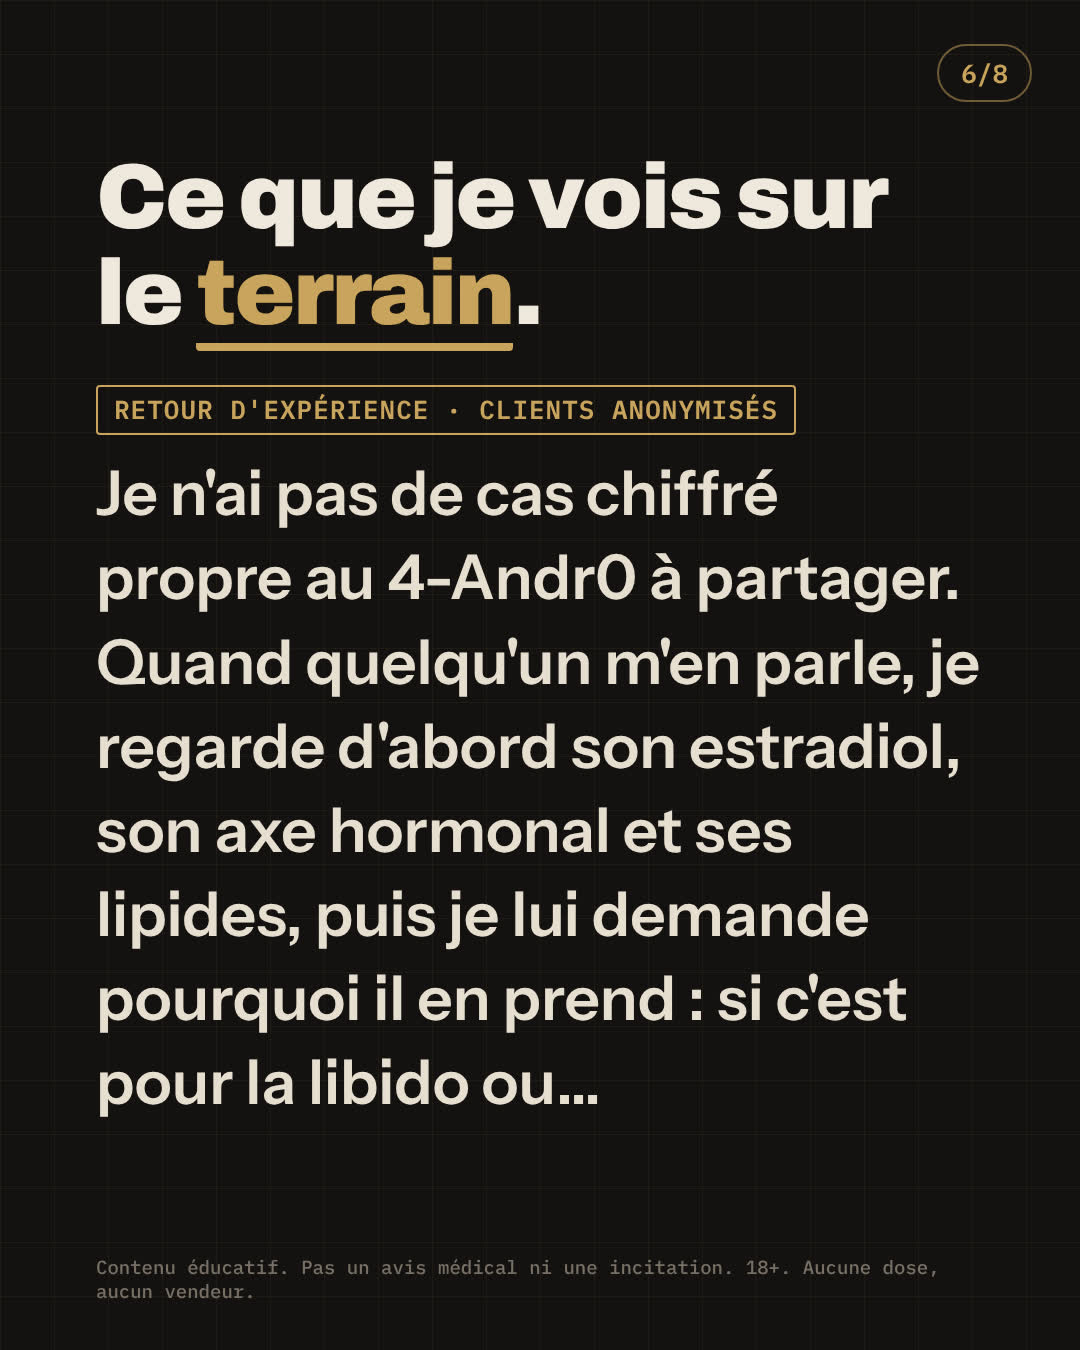 6/8
Ce que je vois sur
le terrain.
RETOUR D'EXPÉRIENCE · CLIENTS ANONYMISÉS
Je n'ai pas de cas chiffré
propre au 4-Andr0 à partager.
Quand quelqu'un m'en parle, je
regarde d'abord son estradiol,
son axe hormonal et ses
lipides, puis je lui demande
pourquoi il en prend : si c'est
pour la libido ou...
Contenu éducatif. Pas un avis médical ni une incitation. 18+. Aucune dose,
aucun vendeur.